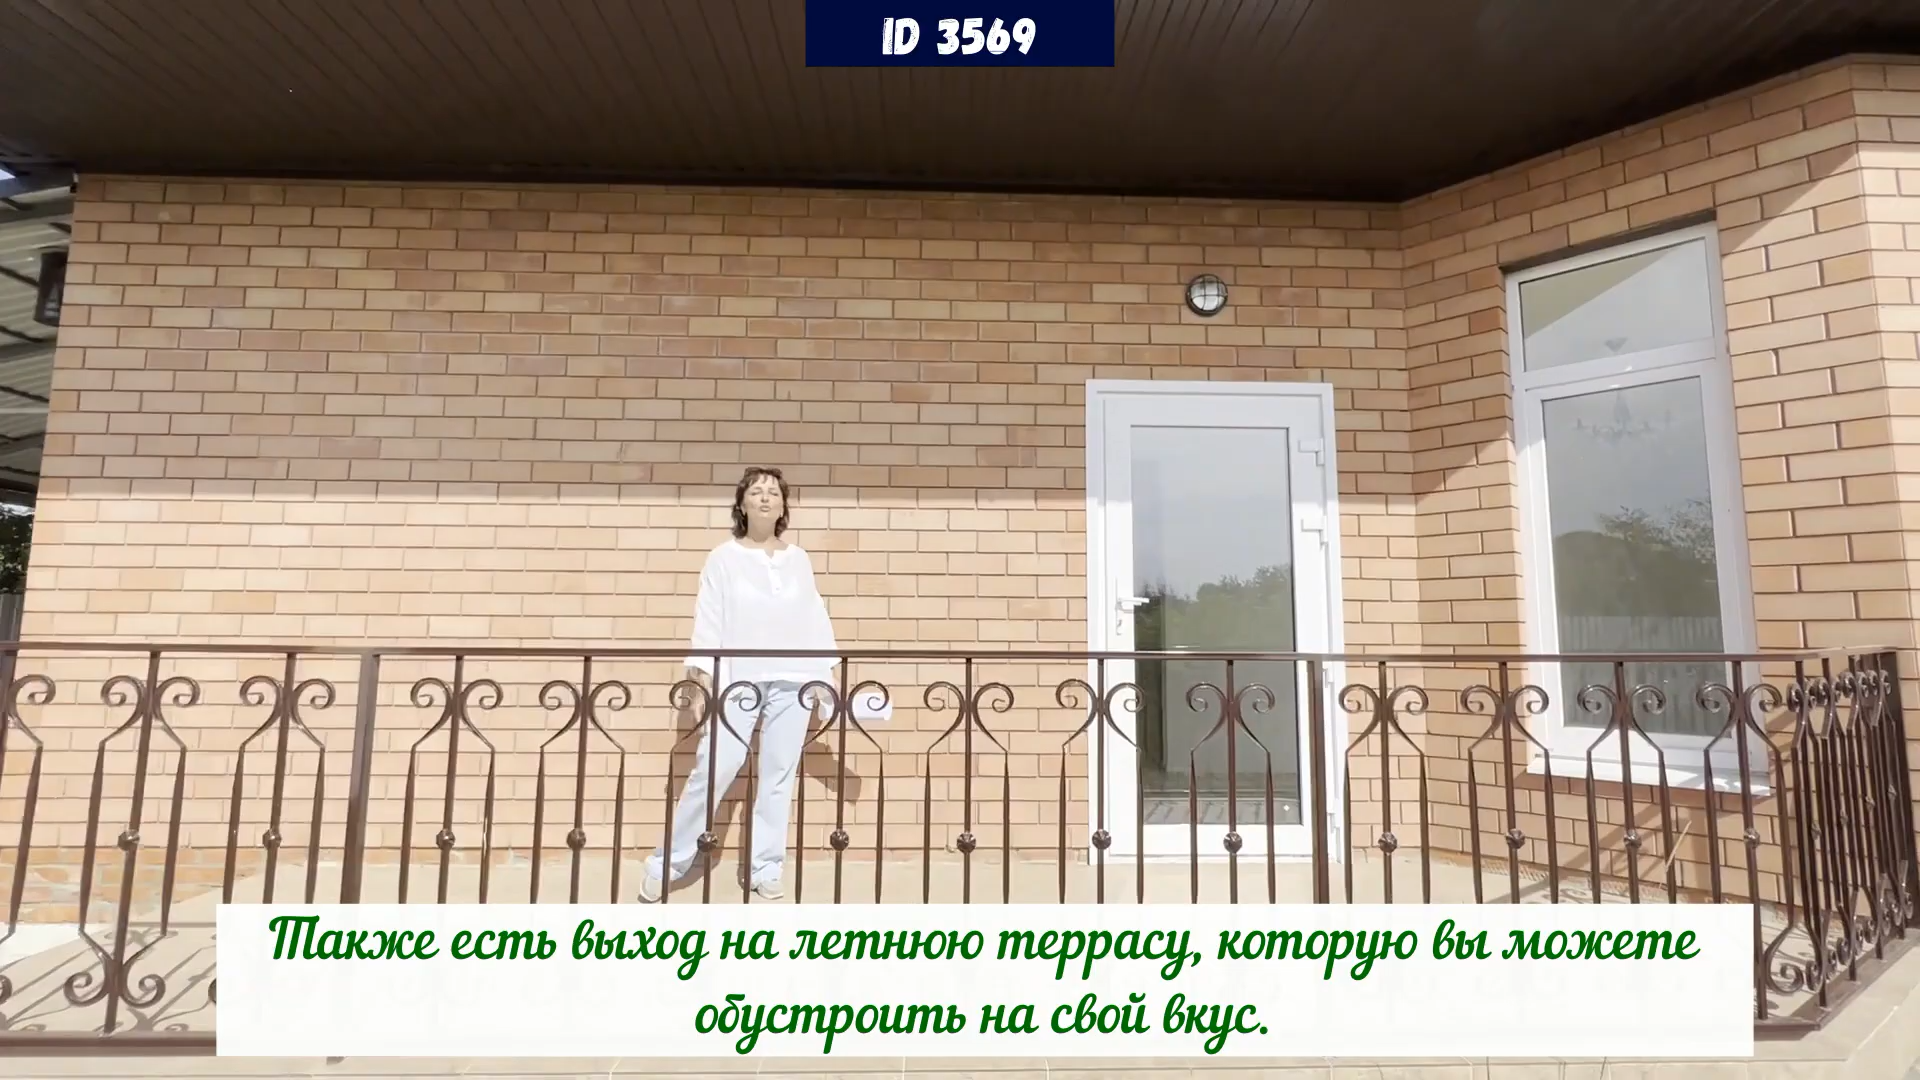 ID 3569
Также есть выход на летнюю террасу, которую вы можете
обустроить на свой вкус.